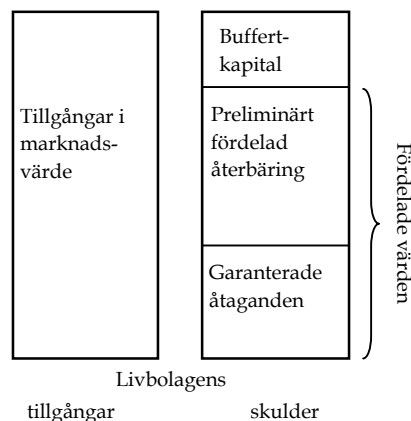 Buffert-
kapital
Tillgångar i
marknads-
värde
Preliminärt
fördelad
återbäring
Garanterade
åtaganden
Fördelade värden
Livbolagens
tillgångar
skulder